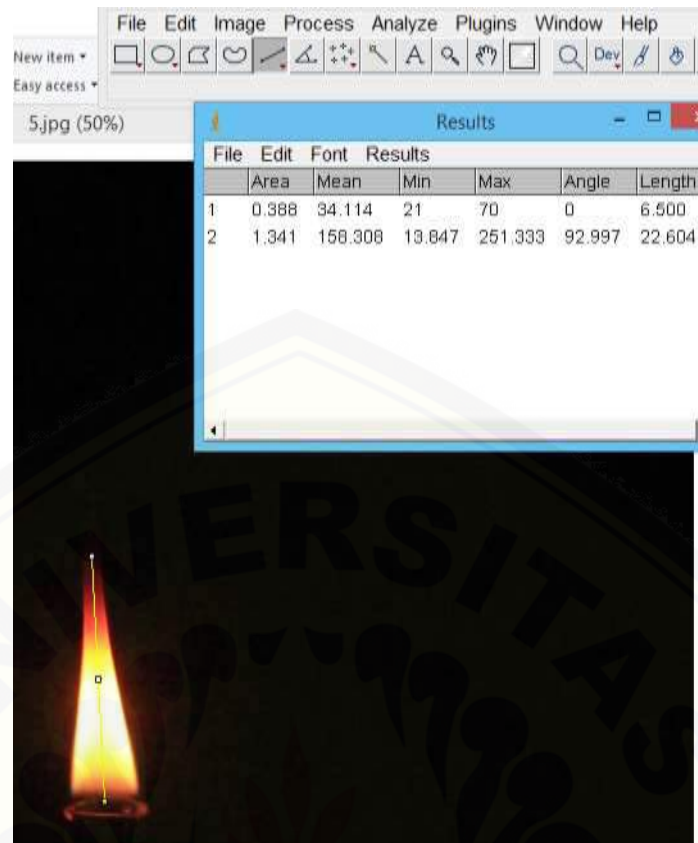 File Edit Image Process Analyze Plugins Window Help
New item
A Dev
Easy access
5.jpg (50%)
Results
File Edit Font Results
Area Mean Min Max Angle Length
1 0.388 34.114 21 70 0 6.500
2 1.341 158.308 13.847 251.333 92.997 22.604
UNIVERSITAS